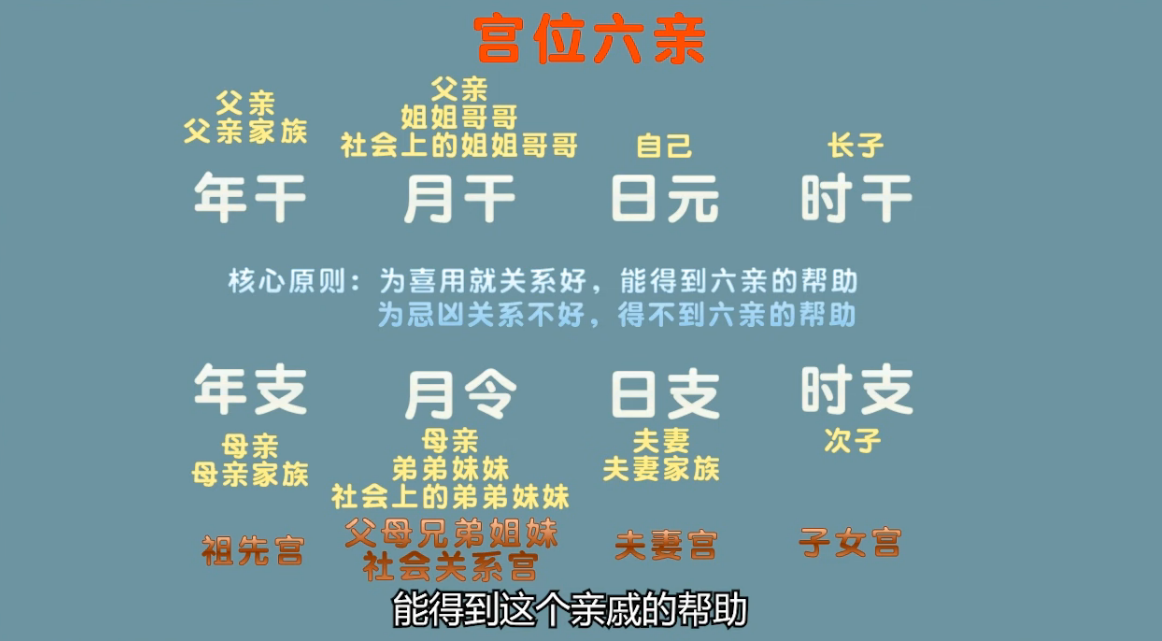 宫位六亲
父亲
父亲家族
父亲
姐姐哥哥
社会上的姐姐哥哥
自己
长子
年干 月干 日元 时干
核心原则：为喜用就关系好，能得到六亲的帮助
为忌凶关系不好，得不到六亲的帮助
年支 月令 日支 时支
母亲
母亲家族
母亲
弟弟妹妹
社会上的弟弟妹妹
夫妻
夫妻家族
次子
祖先宫
父母兄弟姐妹
社会关系宫
夫妻宫
子女宫
能得到这个亲戚的帮助